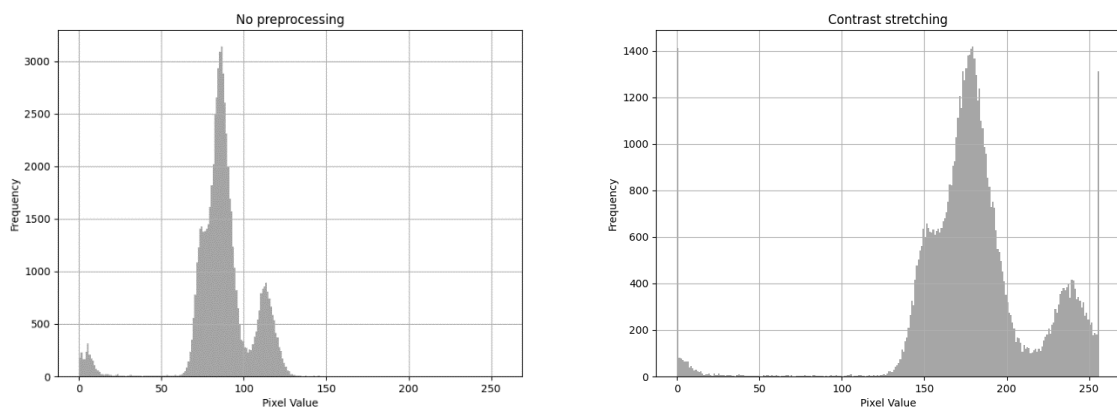 No preprocessing
3000
2500
2000
1500
1000
500
0
Frequency
0 50 100 150 200 250
Pixel Value
Contrast stretching
1400
1200
1000
800
600
400
200
0
Frequency
0 50 100 150 200 250
Pixel Value